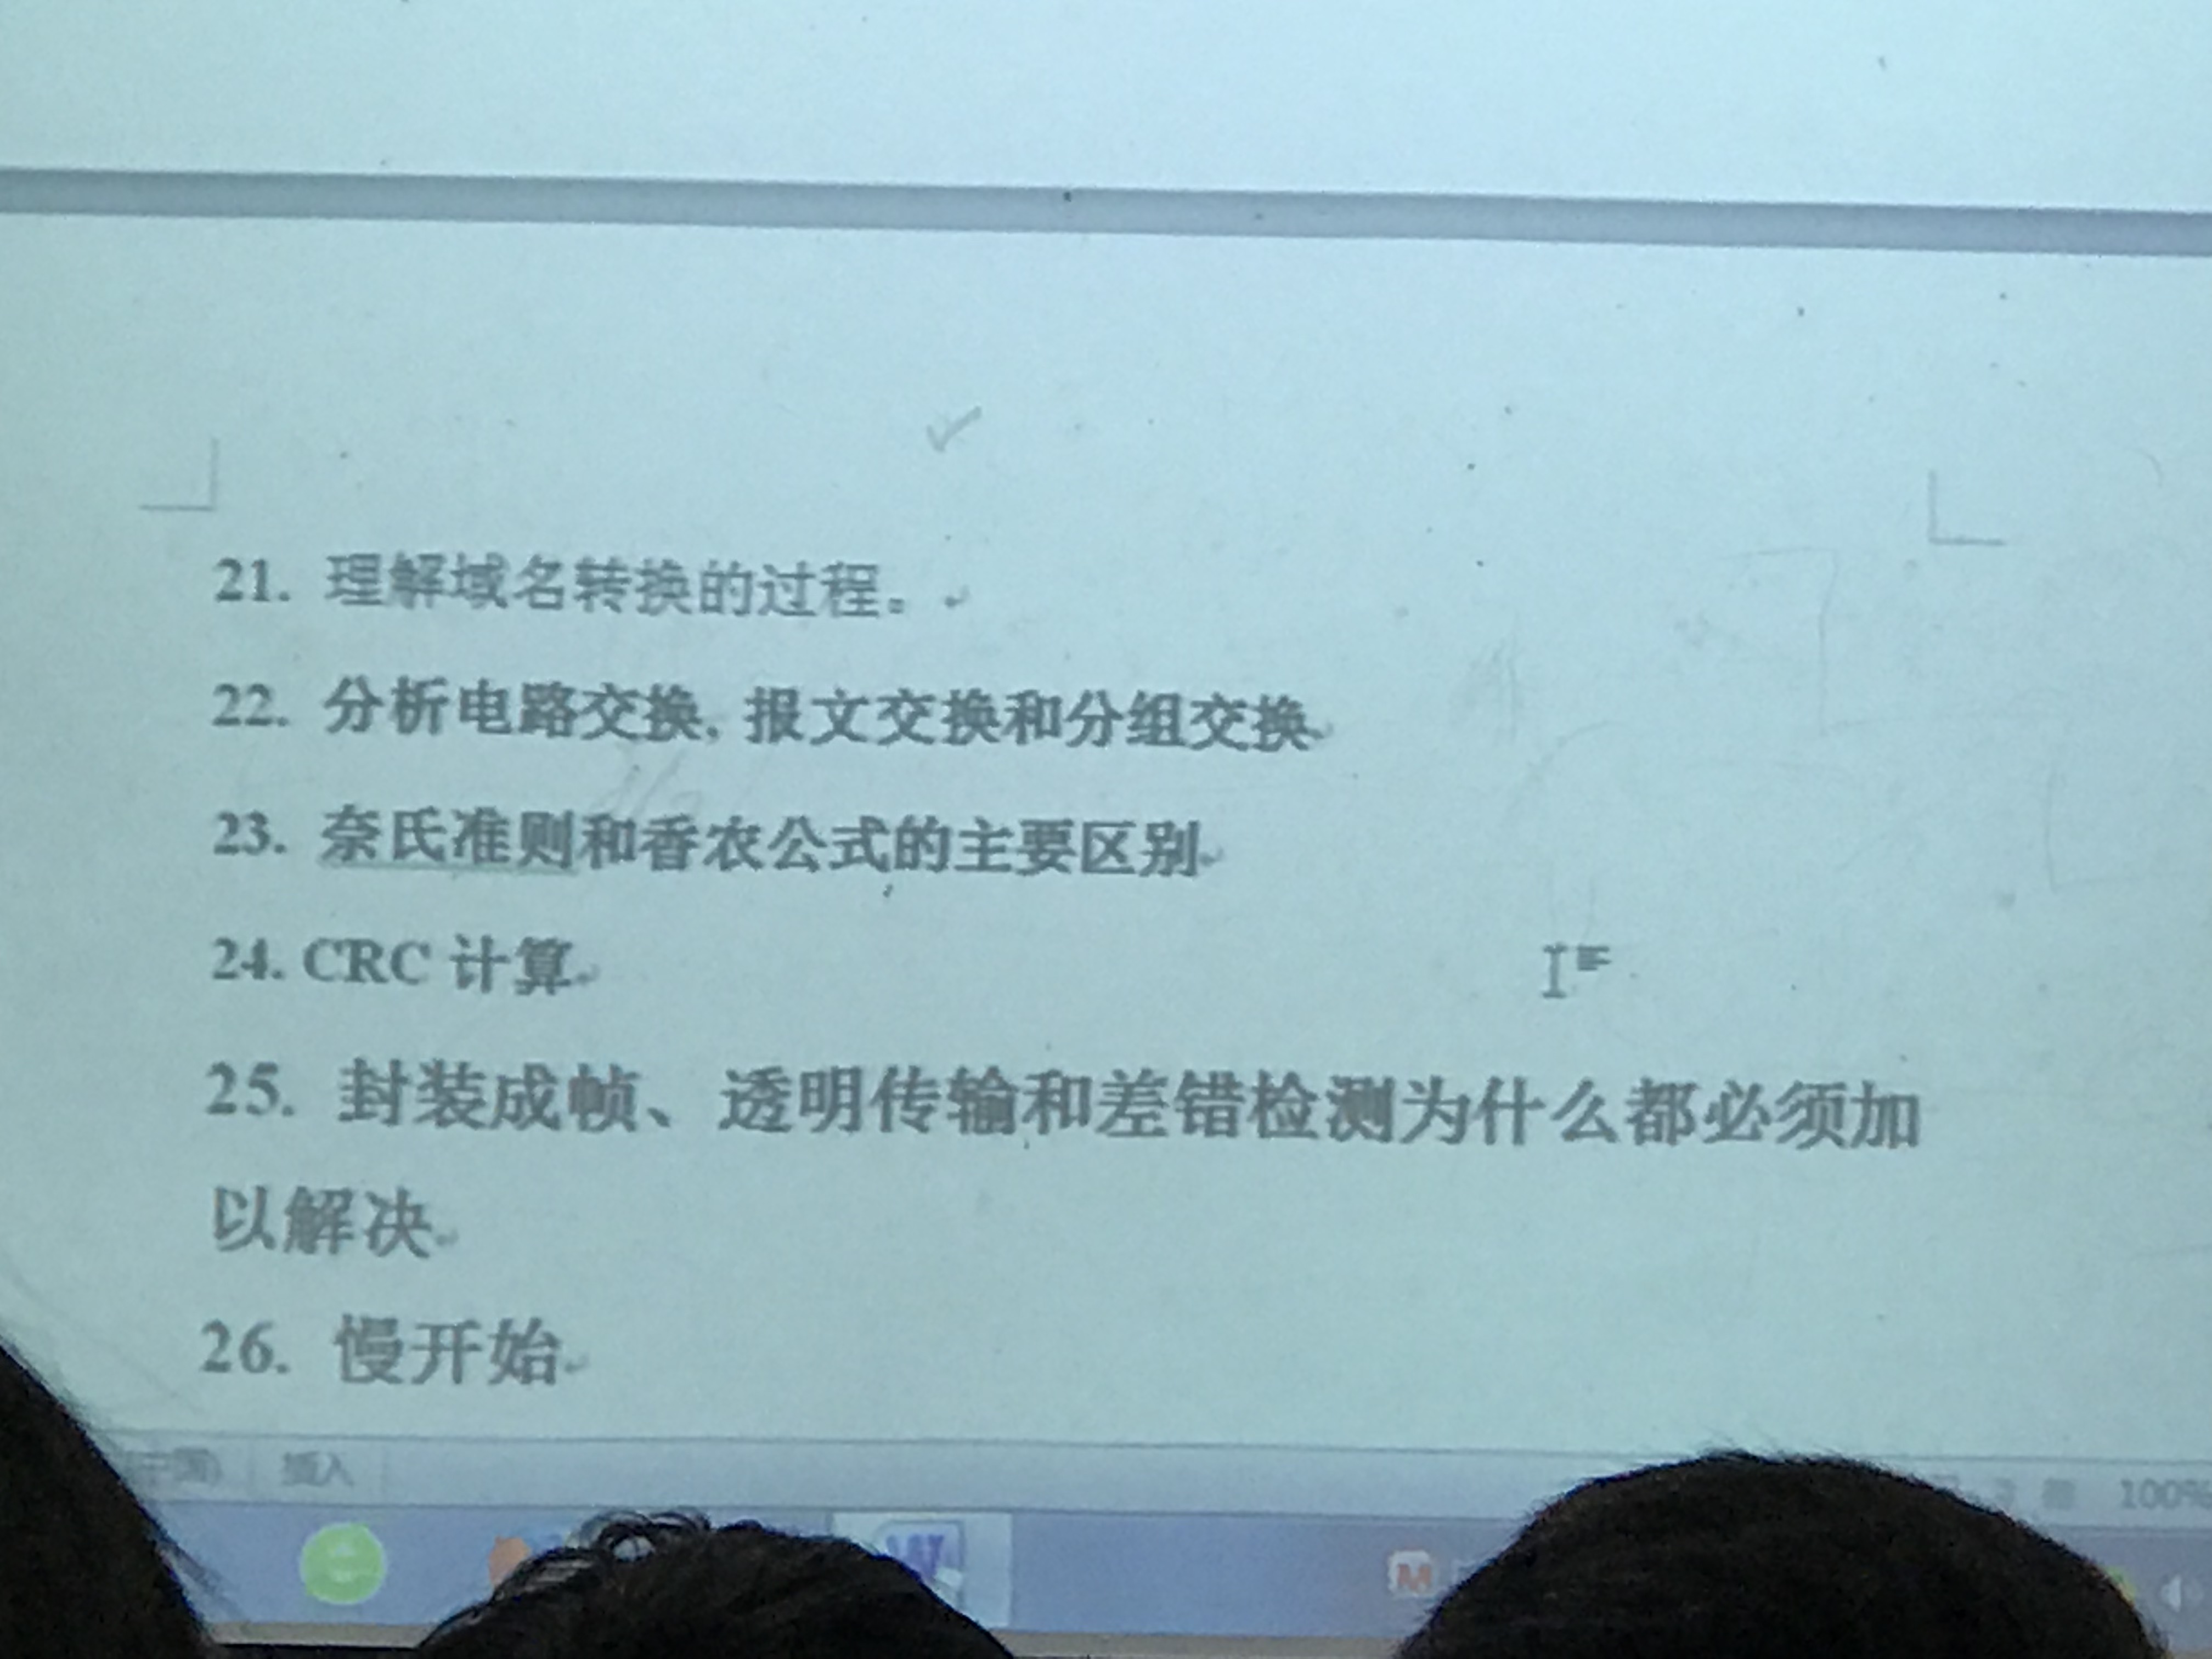 21. 理解域名转换的过程。
22. 分析电路交换, 报文交换和分组交换
23. 奈氏准则和香农公式的主要区别
24. CRC 计算
25. 封装成帧、透明传输和差错检测为什么都必须加
以解决
26. 慢开始
中国) 插入 100%